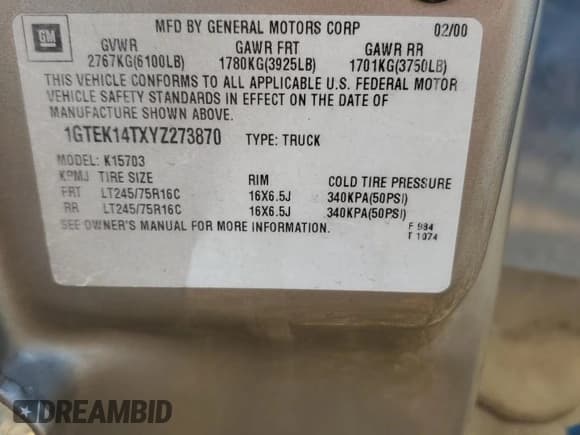 GM
MFD BY GENERAL MOTORS CORP 02/00
GVWR GAWR FRT GAWR RR
2767KG(6100LB) 1780KG(3925LB) 1701KG(3750LB)
THIS VEHICLE CONFORMS TO ALL APPLICABLE U.S. FEDERAL MOTOR
VEHICLE SAFETY STANDARDS IN EFFECT ON THE DATE OF
MANUFACTURE SHOWN ABOVE.
1GTEK14TXYZ273870 TYPE: TRUCK
MODEL: K15703
KPMJ TIRE SIZE RIM COLD TIRE PRESSURE
FRT LT245/75R16C 16X6.5J 340KPA(50PSI)
RR LT245/75R16C 16X6.5J 340KPA(50PSI)
SEE OWNER'S MANUAL FOR MORE INFORMATION.
F 984
T 1074
DREAMBID